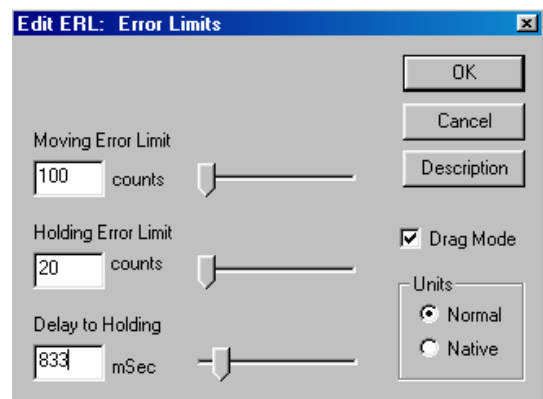 Edit ERL: Error Limits
OK
Cancel
Description
Moving Error Limit
100 counts
Holding Error Limit
20 counts
Delay to Holding
833 mSec
Drag Mode
Units
Normal
Native